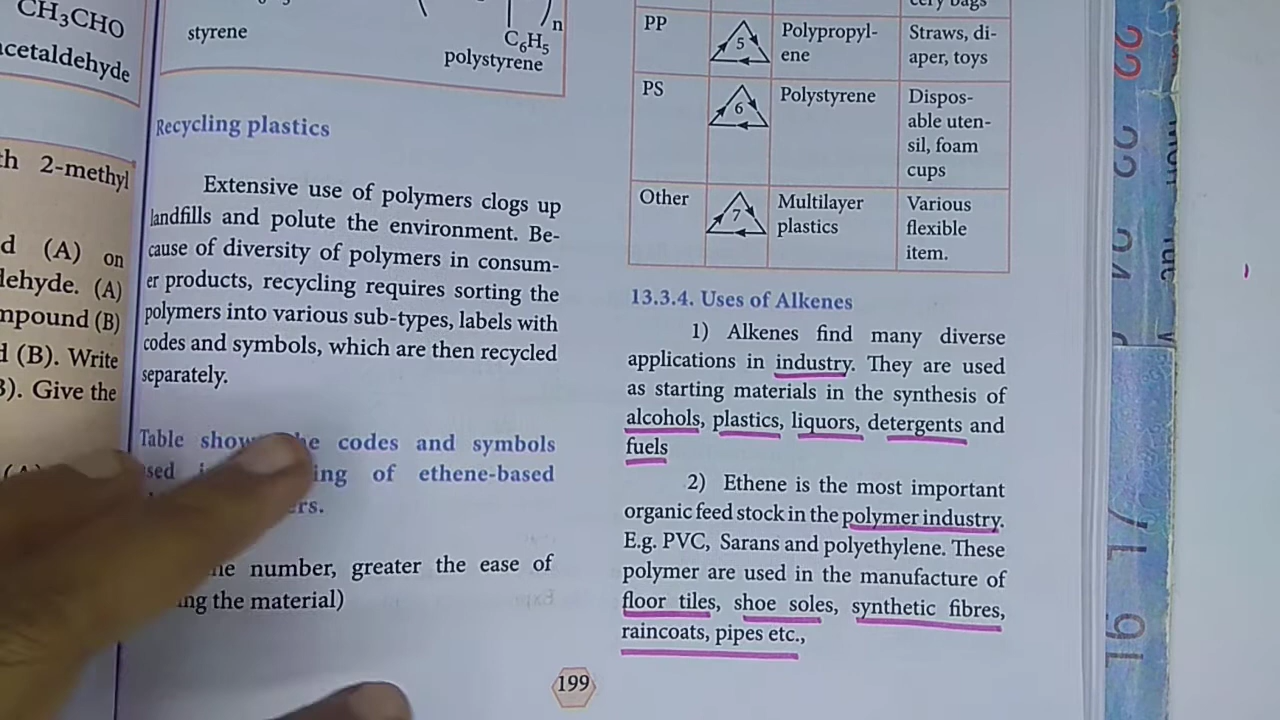 CH₃CHO
acetaldehyde
th 2-methyl
d (A) on
dehyde. (A)
mpound (B)
d (B). Write
B). Give the
styrene
n
C₆H₅
polystyrene
Recycling plastics
Extensive use of polymers clogs up
landfills and polute the environment. Be-
cause of diversity of polymers in consum-
er products, recycling requires sorting the
polymers into various sub-types, labels with
codes and symbols, which are then recycled
separately.
Table show he codes and symbols
sed ing of ethene-based
ers.
he number, greater the ease of
ng the material)
cery bags
PP 5 Polypropyl- Straws, di-
ene aper, toys
PS 6 Polystyrene Dispos-
able uten-
sil, foam
cups
Other 7 Multilayer Various
plastics flexible
item.
13.3.4. Uses of Alkenes
1) Alkenes find many diverse
applications in industry. They are used
as starting materials in the synthesis of
alcohols, plastics, liquors, detergents and
fuels
2) Ethene is the most important
organic feed stock in the polymer industry.
E.g. PVC, Sarans and polyethylene. These
polymer are used in the manufacture of
floor tiles, shoe soles, synthetic fibres,
raincoats, pipes etc.,
199
22